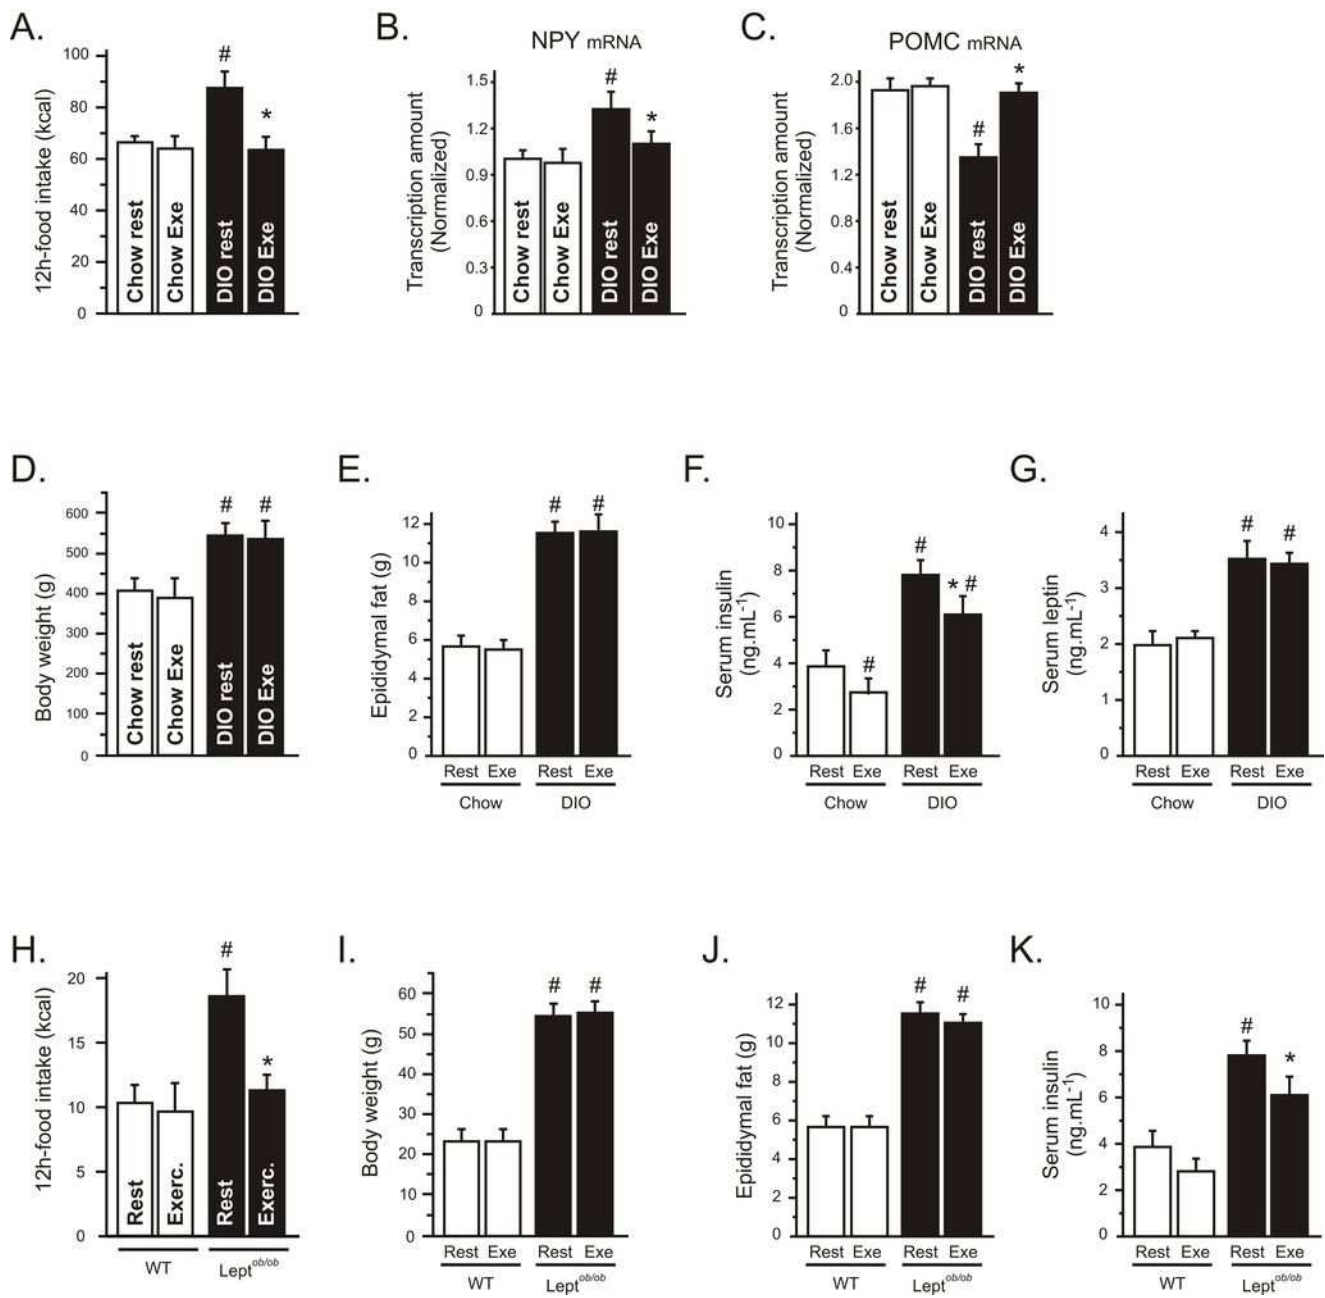 A.
12h-food intake (kcal)
100
80
60
40
20
0
#
*
Chow rest
Chow Exe
DIO rest
DIO Exe
B.
NPY mRNA
Transcription amount
(Normalized)
1.5
1.2
0.9
0.6
0.3
0
#
*
Chow rest
Chow Exe
DIO rest
DIO Exe
C.
POMC mRNA
Transcription amount
(Normalized)
2.0
1.6
1.2
0.8
0.4
0
#
*
Chow rest
Chow Exe
DIO rest
DIO Exe
D.
Body weight (g)
600
500
400
300
200
100
0
# #
Chow rest
Chow Exe
DIO rest
DIO Exe
E.
Epididymal fat (g)
12
10
8
6
4
2
0
# #
Rest Exe Rest Exe
Chow DIO
F.
Serum insulin
(ng.mL-1)
10
8
6
4
2
0
#
#
* #
Rest Exe Rest Exe
Chow DIO
G.
Serum leptin
(ng.mL-1)
4
3
2
1
0
# #
Rest Exe Rest Exe
Chow DIO
H.
12h-food intake (kcal)
20
15
10
5
0
#
*
Rest
Exerc.
Rest
Exerc.
WT Lept ob/ob
I.
Body weight (g)
60
50
40
30
20
10
0
# #
Rest Exe Rest Exe
WT Lept ob/ob
J.
Epididymal fat (g)
12
10
8
6
4
2
0
# #
Rest Exe Rest Exe
WT Lept ob/ob
K.
Serum insulin
(ng.mL-1)
10
8
6
4
2
0
#
*
Rest Exe Rest Exe
WT Lept ob/ob